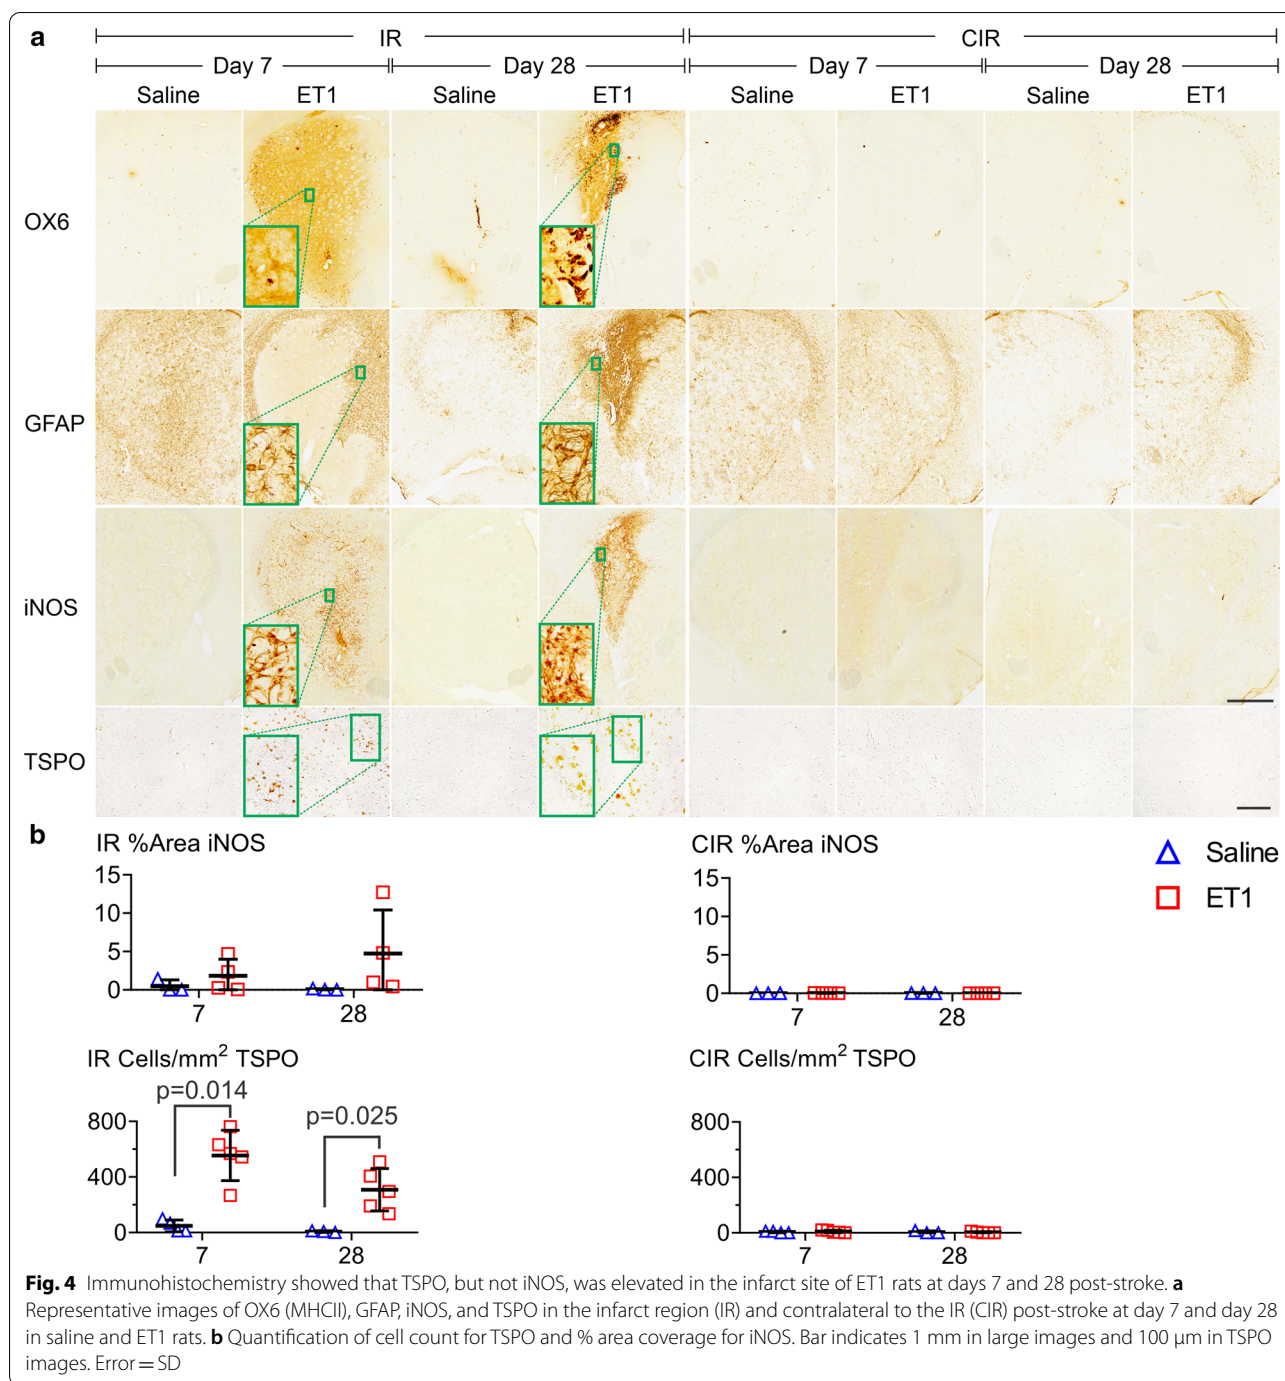 a
IR CIR
Day 7 Day 28 Day 7 Day 28
Saline ET1 Saline ET1 Saline ET1 Saline ET1
OX6
GFAP
iNOS
TSPO
b
IR %Area iNOS
15
10
5
0
7 28
CIR %Area iNOS
15
10
5
0
7 28
Saline
ET1
IR Cells/mm² TSPO
p=0.014
p=0.025
800
400
0
7 28
CIR Cells/mm² TSPO
800
400
0
7 28
Fig. 4 Immunohistochemistry showed that TSPO, but not iNOS, was elevated in the infarct site of ET1 rats at days 7 and 28 post-stroke. a
Representative images of OX6 (MHCII), GFAP, iNOS, and TSPO in the infarct region (IR) and contralateral to the IR (CIR) post-stroke at day 7 and day 28
in saline and ET1 rats. b Quantification of cell count for TSPO and % area coverage for iNOS. Bar indicates 1 mm in large images and 100 μm in TSPO
images. Error = SD